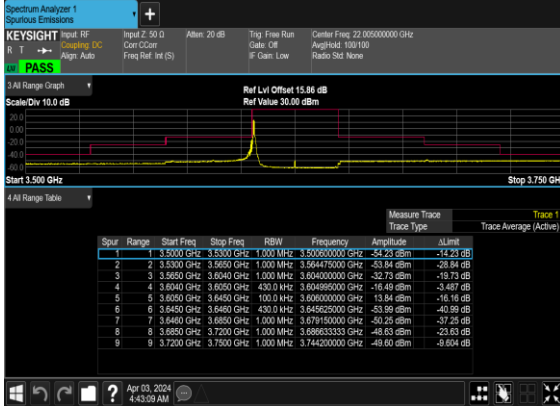 Spectrum Analyzer 1
Spurious Emissions
+
KEYSIGHT Input: RF Input Z: 50 Ω Atten: 20 dB Trig: Free Run Center Freq: 22.005000000 GHz
R T Coupling: DC Corr CCorr Gate: Off Avg|Hold: 100/100
Align: Auto Freq Ref: Int (S) IF Gain: Low Radio Std: None
PASS
3 All Range Graph Ref Lvl Offset 15.86 dB
Scale/Div 10.0 dB Ref Value 30.00 dBm
20.0
0.00
-20.0
-40.0
-60.0
Start 3.500 GHz Stop 3.750 GH
4 All Range Table
Measure Trace Trace 1
Trace Type Trace Average (Active)
Spur Range Start Freq Stop Freq RBW Frequency Amplitude ΔLimit
1 1 3.5000 GHz 3.5300 GHz 1.000 MHz 3.500600000 GHz -54.23 dBm -14.23 dB
2 2 3.5300 GHz 3.5650 GHz 1.000 MHz 3.564475000 GHz -53.84 dBm -28.84 dB
3 3 3.5650 GHz 3.6040 GHz 1.000 MHz 3.604000000 GHz -32.73 dBm -19.73 dB
4 4 3.6040 GHz 3.6050 GHz 430.0 kHz 3.604995000 GHz -16.49 dBm -3.487 dB
5 5 3.6050 GHz 3.6450 GHz 100.0 kHz 3.606000000 GHz 13.84 dBm -16.16 dB
6 6 3.6450 GHz 3.6460 GHz 430.0 kHz 3.645625000 GHz -53.99 dBm -40.99 dB
7 7 3.6460 GHz 3.6850 GHz 1.000 MHz 3.679150000 GHz -50.25 dBm -37.25 dB
8 8 3.6850 GHz 3.7200 GHz 1.000 MHz 3.686633333 GHz -48.63 dBm -23.63 dB
9 9 3.7200 GHz 3.7500 GHz 1.000 MHz 3.744200000 GHz -49.60 dBm -9.604 dB
? Apr 03, 2024
4:43:09 AM